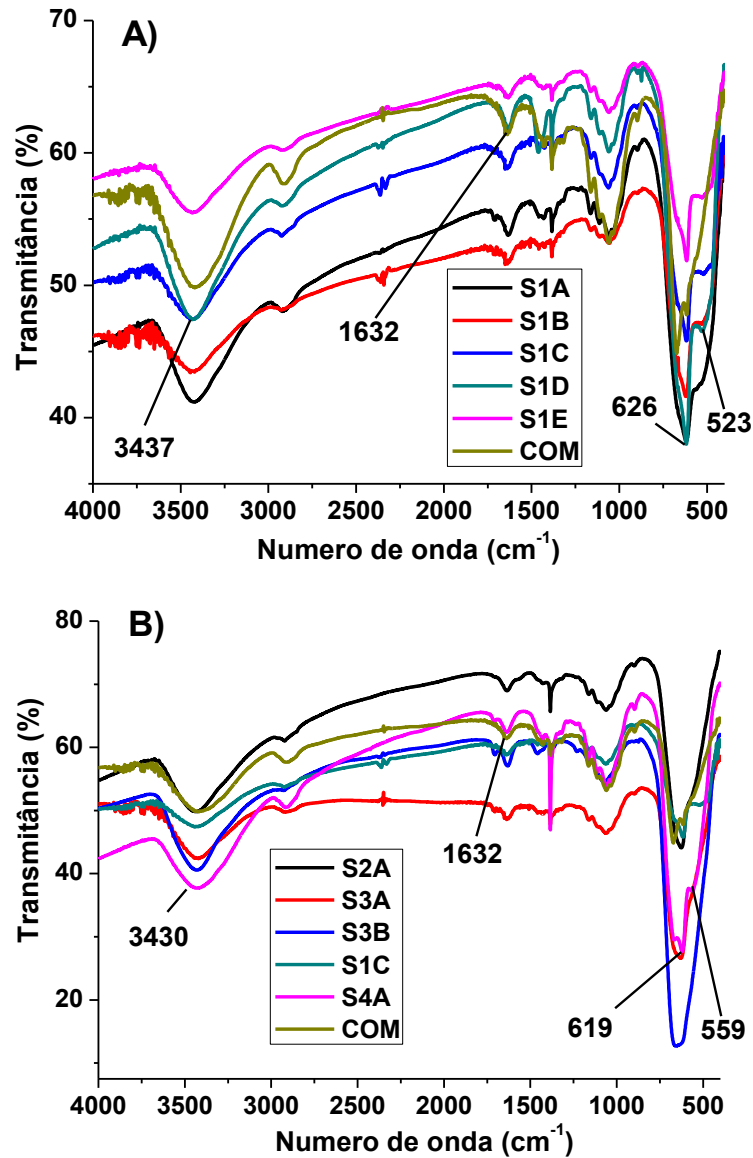 A)
70
60
50
40
Transmitância (%)
1632
3437
S1A
S1B
S1C
S1D
S1E
COM
626
523
4000 3500 3000 2500 2000 1500 1000 500
Numero de onda (cm⁻¹)
B)
80
60
40
20
Transmitância (%)
3430
1632
S2A
S3A
S3B
S1C
S4A
COM
619
559
4000 3500 3000 2500 2000 1500 1000 500
Numero de onda (cm⁻¹)